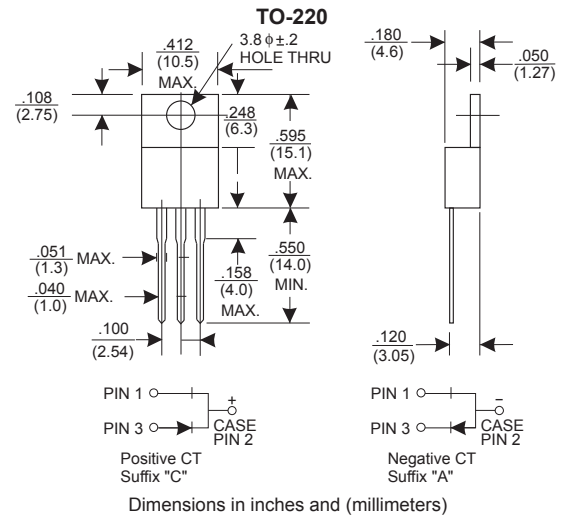 TO-220
.412
(10.5)
MAX.
3.8 ϕ±.2
HOLE THRU
.180
(4.6)
.050
(1.27)
.108
(2.75)
.248
(6.3)
.595
(15.1)
MAX.
.051
(1.3) MAX.
.040
(1.0) MAX.
.158
(4.0)
MAX.
.550
(14.0)
MIN.
.100
(2.54)
.120
(3.05)
PIN 1
PIN 3
+
CASE
PIN 2
Positive CT
Suffix "C"
PIN 1
PIN 3
−
CASE
PIN 2
Negative CT
Suffix "A"
Dimensions in inches and (millimeters)